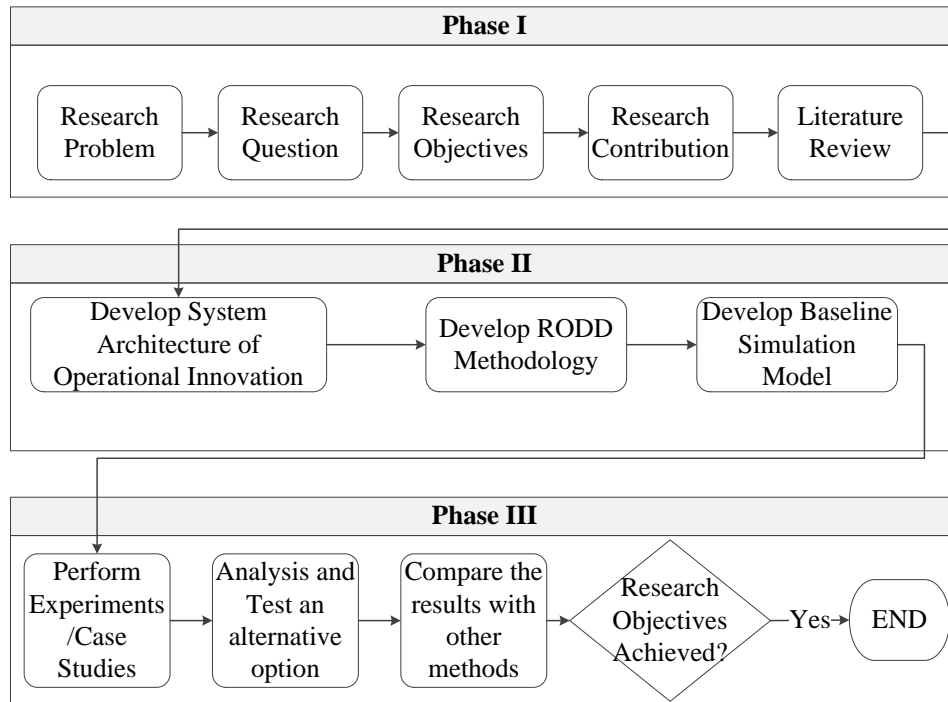 Phase I
Research
Problem
Research
Question
Research
Objectives
Research
Contribution
Literature
Review
Phase II
Develop System
Architecture of
Operational Innovation
Develop RODD
Methodology
Develop Baseline
Simulation
Model
Phase III
Perform
Experiments
/Case
Studies
Analysis and
Test an
alternative
option
Compare the
results with
other
methods
Research
Objectives
Achieved?
Yes
END